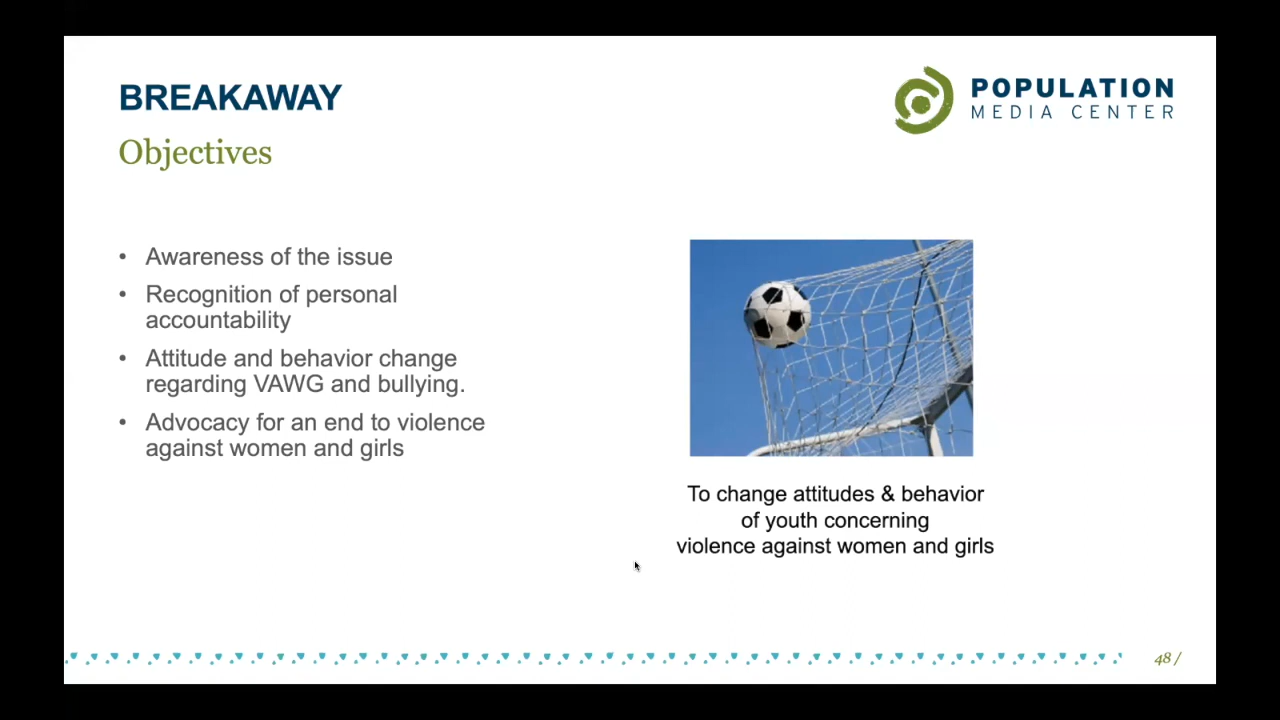 BREAKAWAY
Objectives
POPULATION
MEDIA CENTER
• Awareness of the issue
• Recognition of personal
accountability
• Attitude and behavior change
regarding VAWG and bullying.
• Advocacy for an end to violence
against women and girls
To change attitudes & behavior
of youth concerning
violence against women and girls
48 /